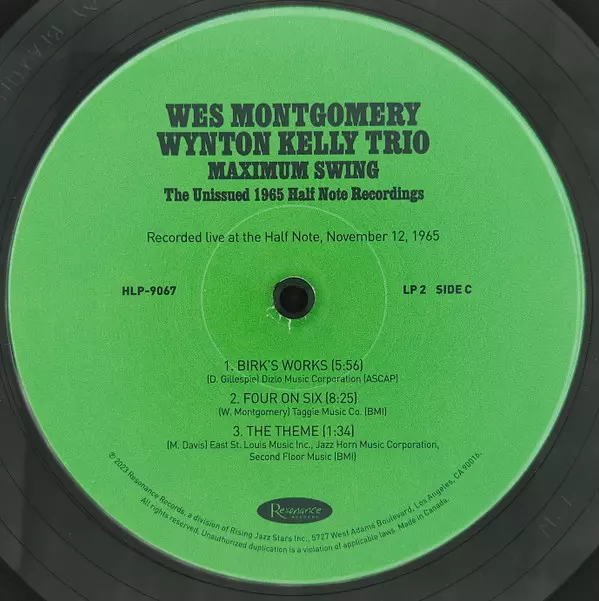 WES MONTGOMERY
WYNTON KELLY TRIO
MAXIMUM SWING
The Unissued 1965 Half Note Recordings
Recorded live at the Half Note, November 12, 1965
HLP-9067
LP 2 SIDE C
1. BIRK'S WORKS (5:56)
(D. Gillespie) Dizlo Music Corporation (ASCAP)
2. FOUR ON SIX (8:25)
(W. Montgomery) Taggie Music Co. (BMI)
3. THE THEME (1:34)
(M. Davis) East St. Louis Music Inc., Jazz Horn Music Corporation,
Second Floor Music (BMI)
Resonance
RECORDS
℗ 2023 Resonance Records, a division of Rising Jazz Stars Inc., 5727 West Adams Boulevard, Los Angeles, CA 90016.
All rights reserved. Unauthorized duplication is a violation of applicable laws. Made in Canada.